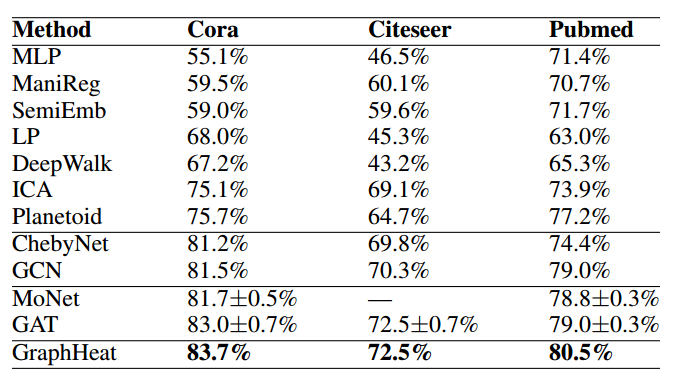 Method Cora Citeseer Pubmed
MLP 55.1% 46.5% 71.4%
ManiReg 59.5% 60.1% 70.7%
SemiEmb 59.0% 59.6% 71.7%
LP 68.0% 45.3% 63.0%
DeepWalk 67.2% 43.2% 65.3%
ICA 75.1% 69.1% 73.9%
Planetoid 75.7% 64.7% 77.2%
ChebyNet 81.2% 69.8% 74.4%
GCN 81.5% 70.3% 79.0%
MoNet 81.7±0.5% — 78.8±0.3%
GAT 83.0±0.7% 72.5±0.7% 79.0±0.3%
GraphHeat 83.7% 72.5% 80.5%